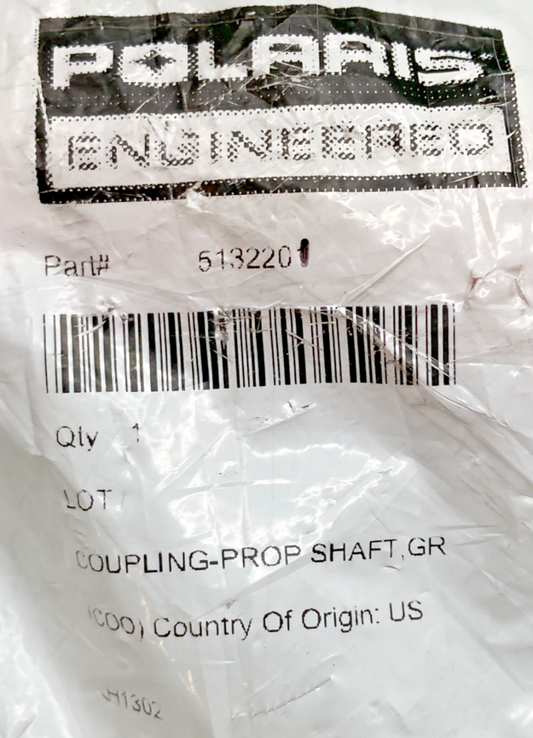 POLARIS
ENGINEERED
Part# 5132201
Qty 1
LOT
COUPLING-PROP SHAFT,GR
(COO) Country Of Origin: US